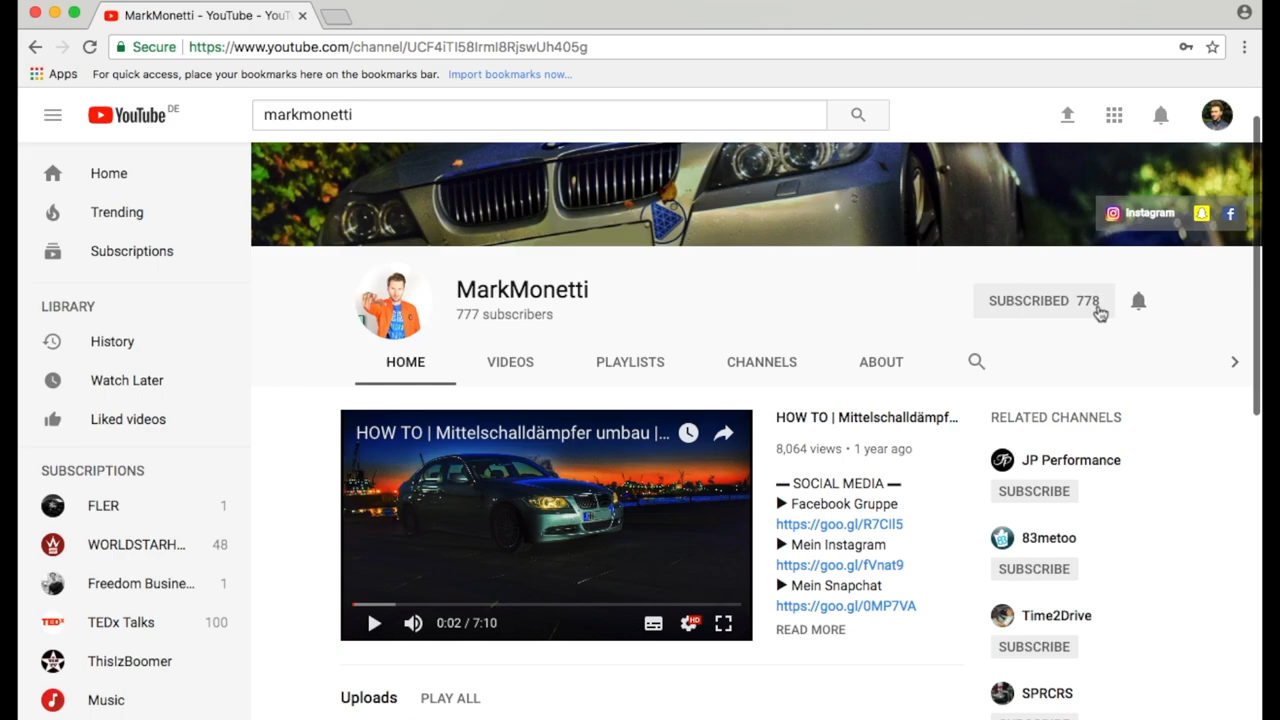 MarkMonetti - YouTube - YouT
Secure https://www.youtube.com/channel/UCF4iTI58IrmI8RjswUh405g
Apps For quick access, place your bookmarks here on the bookmarks bar. Import bookmarks now...
YouTube DE
markmonetti
Home
Trending
Subscriptions
LIBRARY
History
Watch Later
Liked videos
SUBSCRIPTIONS
FLER 1
WORLDSTARH... 48
Freedom Busine... 1
TEDx TEDx Talks 100
ThisIzBoomer
Music
Instagram
MarkMonetti
777 subscribers
SUBSCRIBED 778
HOME VIDEOS PLAYLISTS CHANNELS ABOUT
HOW TO | Mittelschalldämpfer umbau |...
HD
0:02 / 7:10
HOW TO | Mittelschalldämpf...
8,064 views • 1 year ago
▬ SOCIAL MEDIA ▬
▶ Facebook Gruppe
https://goo.gl/R7CIl5
▶ Mein Instagram
https://goo.gl/fVnat9
▶ Mein Snapchat
https://goo.gl/0MP7VA
READ MORE
RELATED CHANNELS
JP JP Performance
SUBSCRIBE
83 83metoo
SUBSCRIBE
Time2Drive
SUBSCRIBE
SPRCRS
Uploads PLAY ALL